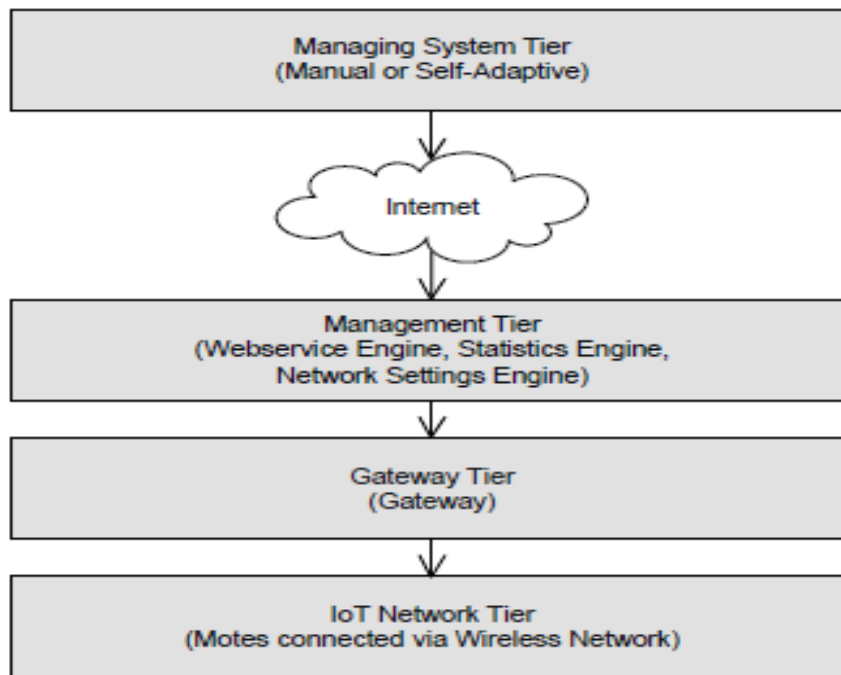 Managing System Tier
(Manual or Self-Adaptive)
Internet
Management Tier
(Webservice Engine, Statistics Engine,
Network Settings Engine)
Gateway Tier
(Gateway)
IoT Network Tier
(Motes connected via Wireless Network)